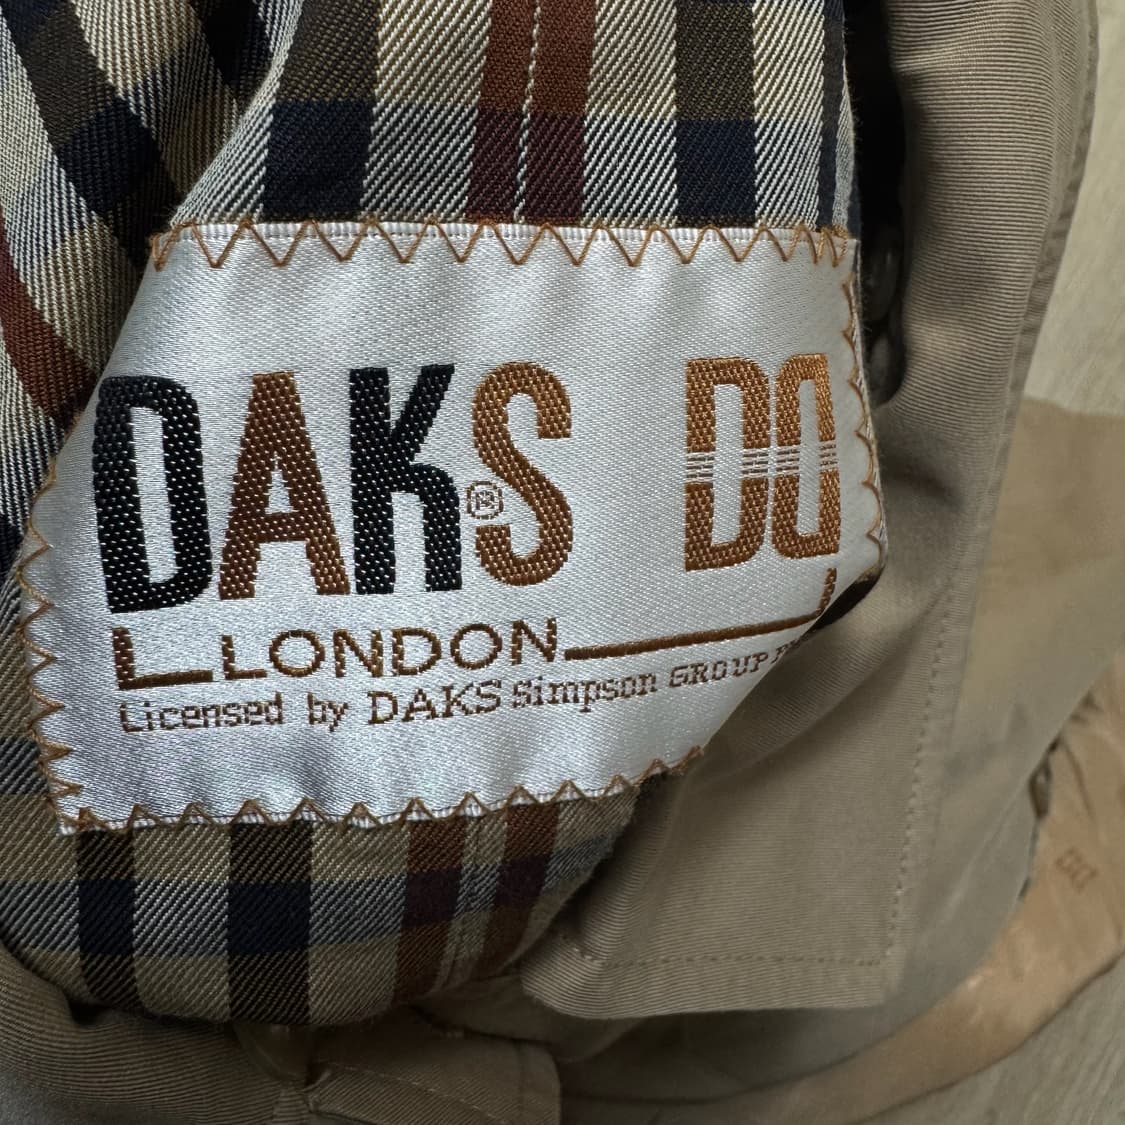 DAKS® DD
LONDON
Licensed by DAKS Simpson GROUP